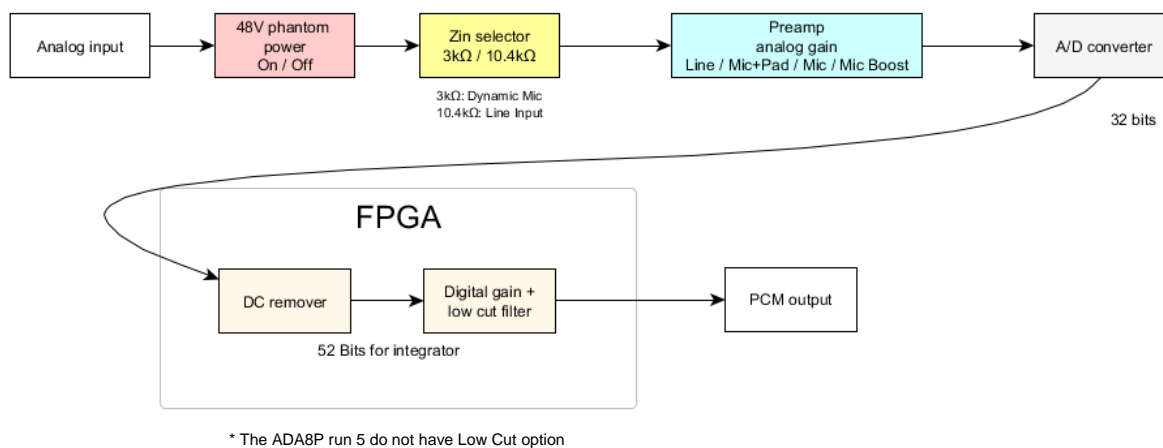 Analog input
48V phantom
power
On / Off
Zin selector
3kΩ / 10.4kΩ
Preamp
analog gain
Line / Mic+Pad / Mic / Mic Boost
A/D converter
3kΩ: Dynamic Mic
10.4kΩ: Line Input
32 bits
FPGA
DC remover
Digital gain +
low cut filter
PCM output
52 Bits for integrator
* The ADA8P run 5 do not have Low Cut option